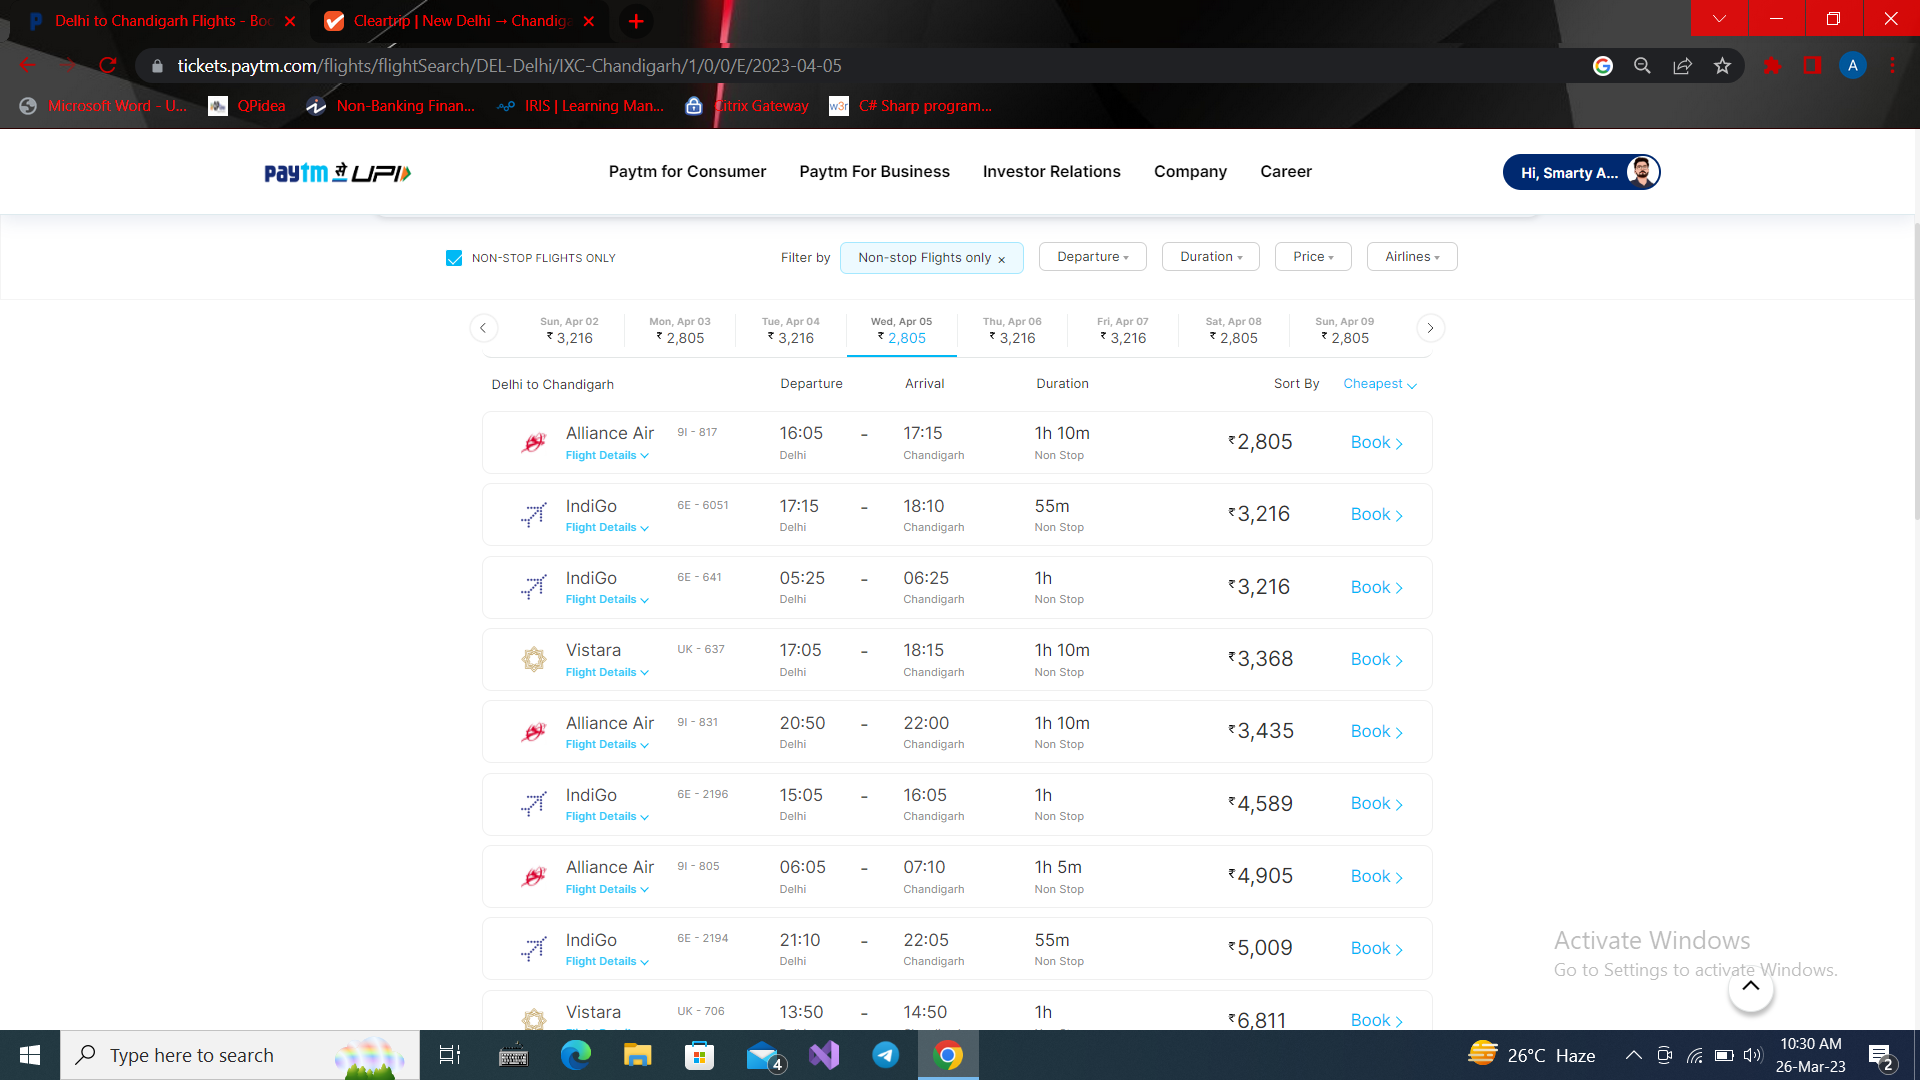 Delhi to Chandigarh Flights - Boo
Cleartrip | New Delhi → Chandiga
tickets.paytm.com/flights/flightSearch/DEL-Delhi/IXC-Chandigarh/1/0/0/E/2023-04-05
A
Microsoft Word - U... QPidea Non-Banking Finan... IRIS | Learning Man... Citrix Gateway w3r C# Sharp program...
paytm से UPI Paytm for Consumer Paytm For Business Investor Relations Company Career Hi, Smarty A...
NON-STOP FLIGHTS ONLY Filter by Non-stop Flights only × Departure Duration Price Airlines
Sun, Apr 02 Mon, Apr 03 Tue, Apr 04 Wed, Apr 05 Thu, Apr 06 Fri, Apr 07 Sat, Apr 08 Sun, Apr 09
₹ 3,216 ₹ 2,805 ₹ 3,216 ₹ 2,805 ₹ 3,216 ₹ 3,216 ₹ 2,805 ₹ 2,805
Delhi to Chandigarh Departure Arrival Duration Sort By Cheapest
Alliance Air 9I - 817 16:05 - 17:15 1h 10m ₹2,805 Book
Flight Details Delhi Chandigarh Non Stop
IndiGo 6E - 6051 17:15 - 18:10 55m ₹3,216 Book
Flight Details Delhi Chandigarh Non Stop
IndiGo 6E - 641 05:25 - 06:25 1h ₹3,216 Book
Flight Details Delhi Chandigarh Non Stop
Vistara UK - 637 17:05 - 18:15 1h 10m ₹3,368 Book
Flight Details Delhi Chandigarh Non Stop
Alliance Air 9I - 831 20:50 - 22:00 1h 10m ₹3,435 Book
Flight Details Delhi Chandigarh Non Stop
IndiGo 6E - 2196 15:05 - 16:05 1h ₹4,589 Book
Flight Details Delhi Chandigarh Non Stop
Alliance Air 9I - 805 06:05 - 07:10 1h 5m ₹4,905 Book
Flight Details Delhi Chandigarh Non Stop
IndiGo 6E - 2194 21:10 - 22:05 55m ₹5,009 Book
Flight Details Delhi Chandigarh Non Stop
Vistara UK - 706 13:50 - 14:50 1h ₹6,811 Book
Activate Windows
Go to Settings to activate Windows.
Type here to search 4 26°C Haze 10:30 AM
26-Mar-23 2